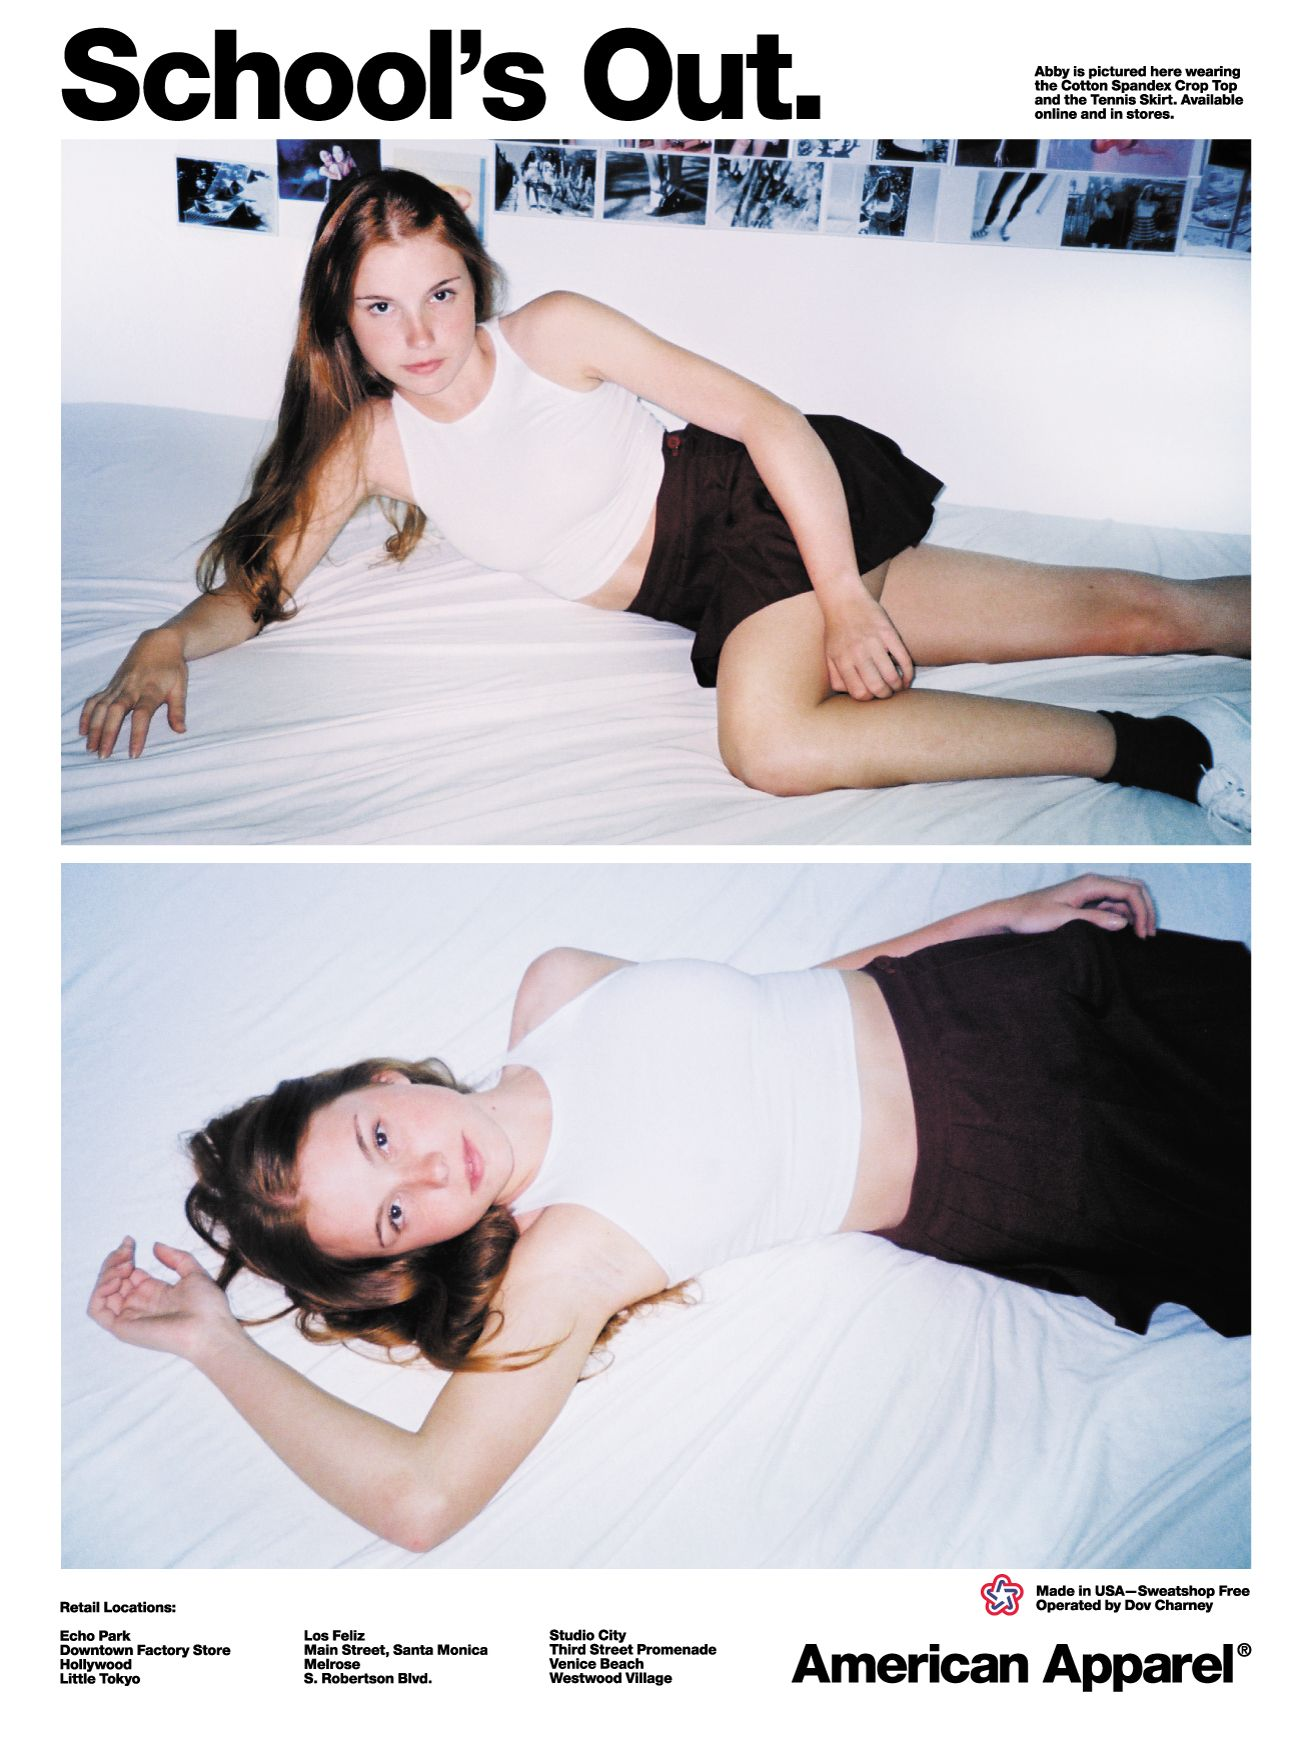 School's Out.
Abby is pictured here wearing
the Cotton Spandex Crop Top
and the Tennis Skirt. Available
online and in stores.
Made in USA—Sweatshop Free
Operated by Dov Charney
Retail Locations:
Echo Park
Downtown Factory Store
Hollywood
Little Tokyo
Los Feliz
Main Street, Santa Monica
Melrose
S. Robertson Blvd.
Studio City
Third Street Promenade
Venice Beach
Westwood Village
American Apparel®